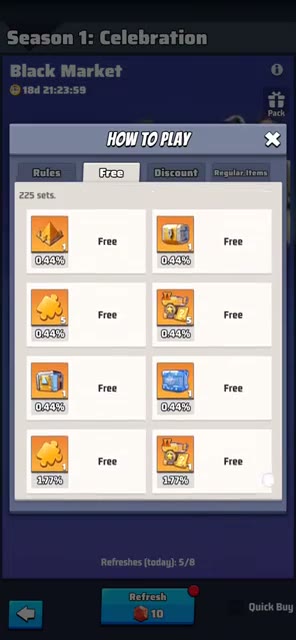 Season 1: Celebration
Black Market
18d 21:23:59
Pack
HOW TO PLAY
Rules
Free
Discount
Regular Items
225 sets.
1
Free
1
Free
0.44%
0.44%
5
Free
5
Free
0.44%
0.44%
1
Free
1
Free
0.44%
0.44%
1
Free
1
Free
1.77%
1.77%
Refreshes (today): 5/8
Refresh
10
Quick Buy